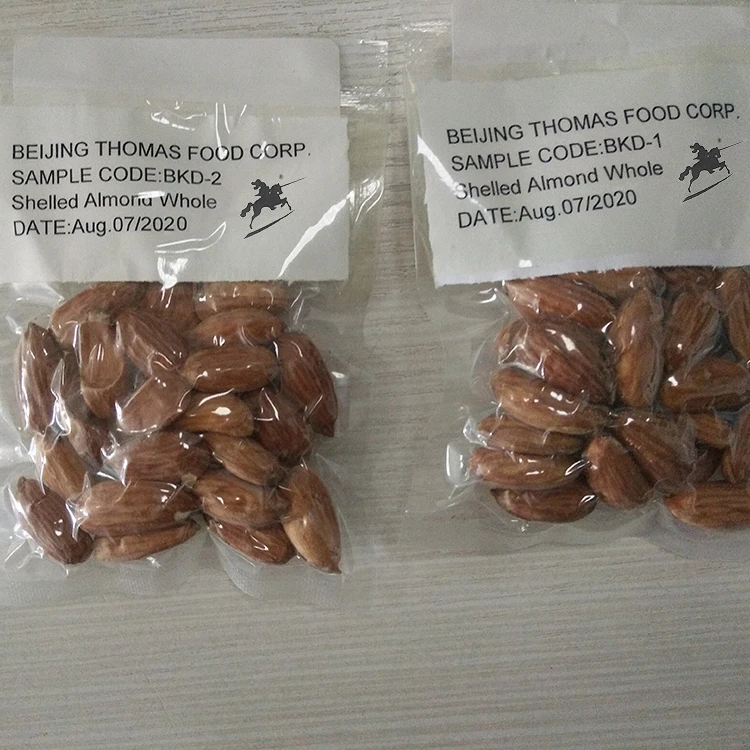 BEIJING THOMAS FOOD CORP.
SAMPLE CODE:BKD-2
Shelled Almond Whole
DATE:Aug.07/2020
BEIJING THOMAS FOOD CORP.
SAMPLE CODE:BKD-1
Shelled Almond Whole
DATE:Aug.07/2020